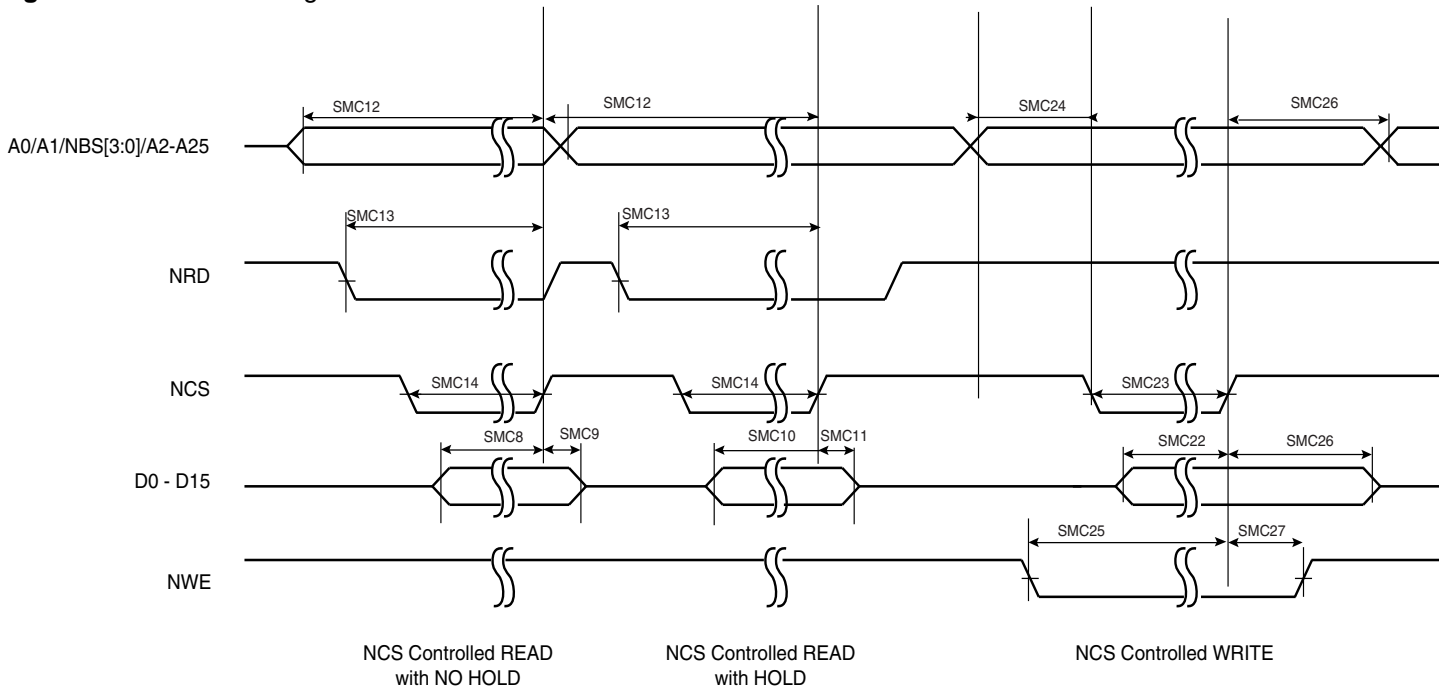 SMC12 SMC12 SMC24 SMC26
A0/A1/NBS[3:0]/A2-A25
SMC13 SMC13
NRD
NCS SMC14 SMC14 SMC23
SMC8 SMC9 SMC10 SMC11 SMC22 SMC26
D0 - D15
SMC25 SMC27
NWE
NCS Controlled READ
with NO HOLD
NCS Controlled READ
with HOLD
NCS Controlled WRITE